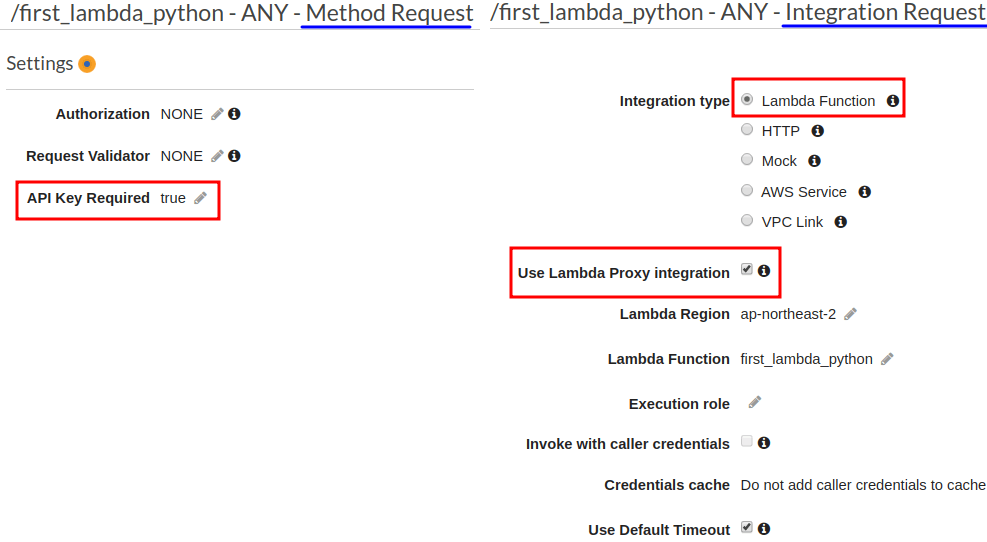 /first_lambda_python - ANY - Method Request
Settings
Authorization NONE
Request Validator NONE
API Key Required true
/first_lambda_python - ANY - Integration Request
Integration type Lambda Function
HTTP
Mock
AWS Service
VPC Link
Use Lambda Proxy integration
Lambda Region ap-northeast-2
Lambda Function first_lambda_python
Execution role
Invoke with caller credentials
Credentials cache Do not add caller credentials to cache
Use Default Timeout